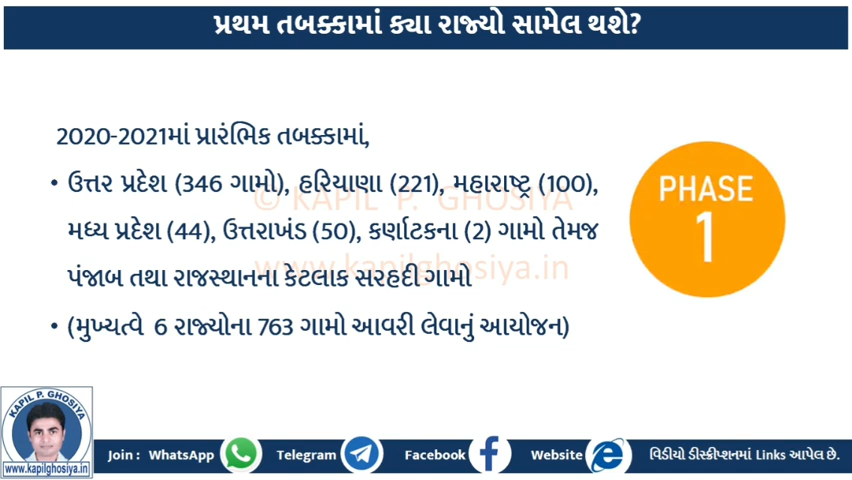 પ્રથમ તબક્કામાં ક્યા રાજ્યો સામેલ થશે?
2020-2021માં પ્રારંભિક તબક્કામાં,
• ઉત્તર પ્રદેશ (346 ગામો), હરિયાણા (221), મહારાષ્ટ્ર (100),
મધ્ય પ્રદેશ (44), ઉત્તરાખંડ (50), કર્ણાટકના (2) ગામો તેમજ
પંજાબ તથા રાજસ્થાનના કેટલાક સરહદી ગામો
• (મુખ્યત્વે 6 રાજ્યોના 763 ગામો આવરી લેવાનું આયોજન)
PHASE
1
© KAPIL P. GHOSIYA
www.kapilghosiya.in
KAPIL P. GHOSIYA
www.kapilghosiya.in
Join : WhatsApp Telegram Facebook Website વિડીયો ડીસ્ક્રીપ્શનમાં Links આપેલ છે.